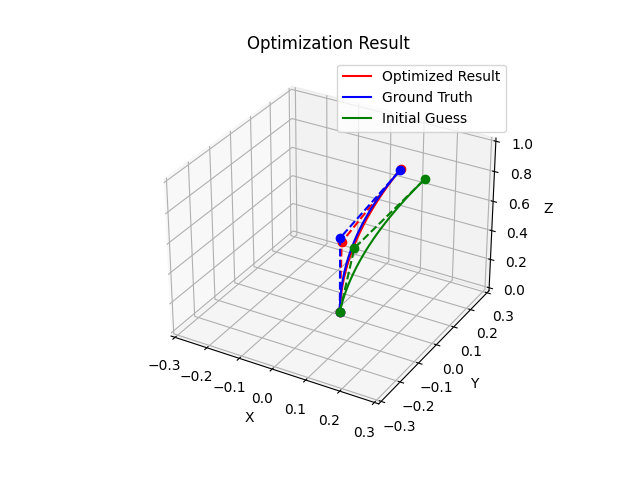 Optimization Result
Optimized Result
Ground Truth
Initial Guess
1.0
0.8
0.6
0.4
0.2
0.0
Z
0.3
0.2
0.1
0.0
−0.1
−0.2
−0.3
Y
−0.3
−0.2
−0.1
0.0
0.1
0.2
0.3
X